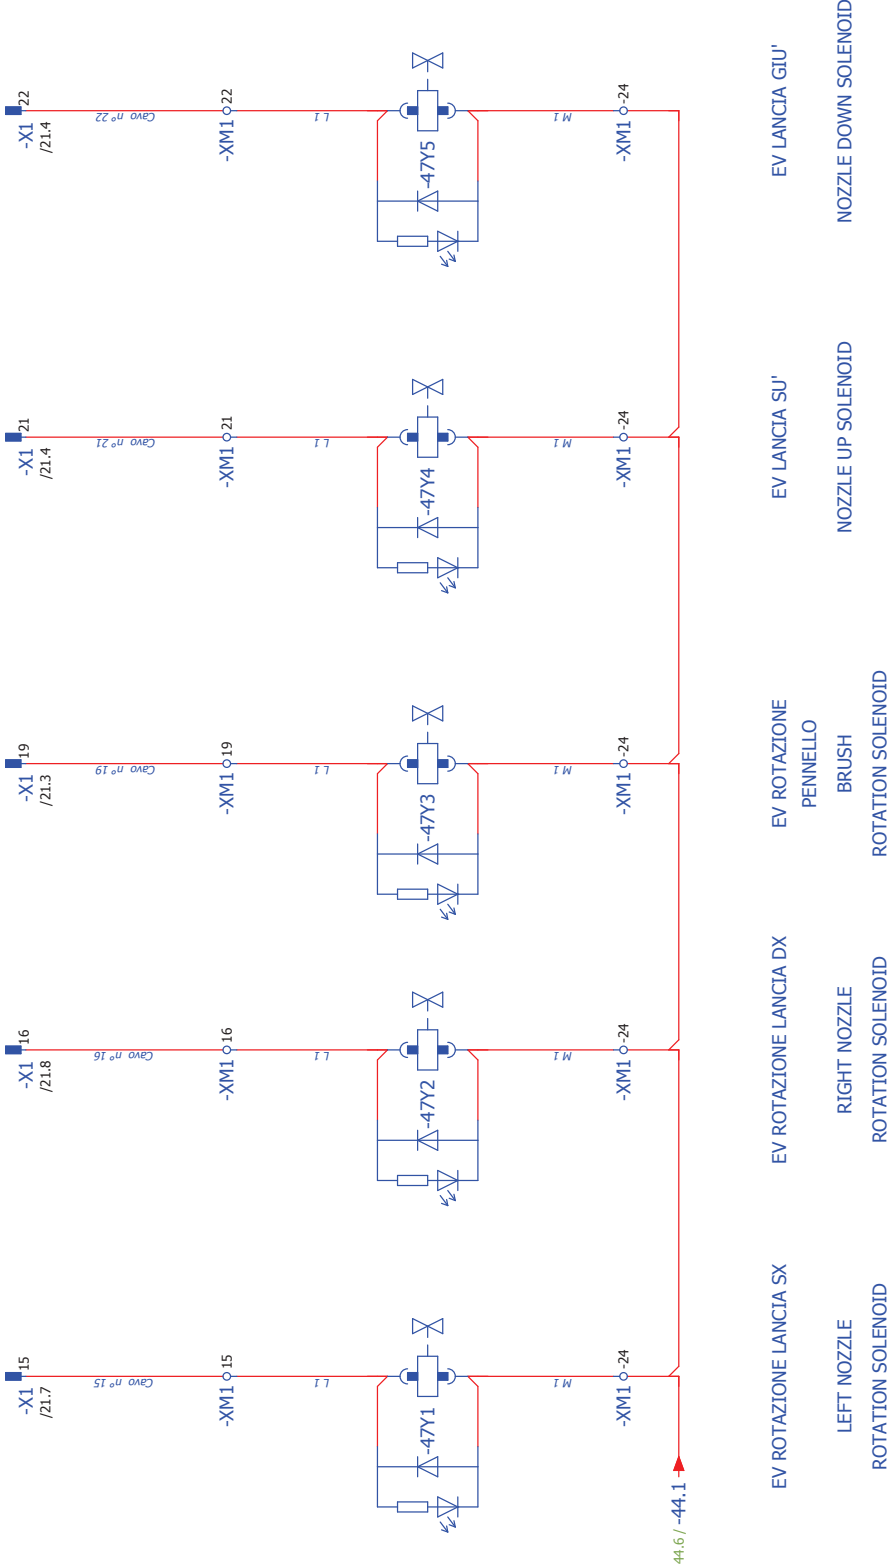 -X1 15
/21.7
Cavo n° 15
-XM1 15
L 1
-47Y1
M 1
-XM1 -24
EV ROTAZIONE LANCIA SX
LEFT NOZZLE
ROTATION SOLENOID
-X1 16
/21.8
Cavo n° 16
-XM1 16
L 1
-47Y2
M 1
-XM1 -24
EV ROTAZIONE LANCIA DX
RIGHT NOZZLE
ROTATION SOLENOID
-X1 19
/21.3
Cavo n° 19
-XM1 19
L 1
-47Y3
M 1
-XM1 -24
EV ROTAZIONE
PENNELLO
BRUSH
ROTATION SOLENOID
-X1 21
/21.4
Cavo n° 21
-XM1 21
L 1
-47Y4
M 1
-XM1 -24
EV LANCIA SU'
NOZZLE UP SOLENOID
-X1 22
/21.4
Cavo n° 22
-XM1 22
L 1
-47Y5
M 1
-XM1 -24
EV LANCIA GIU'
NOZZLE DOWN SOLENOID
44.6 / -44.1